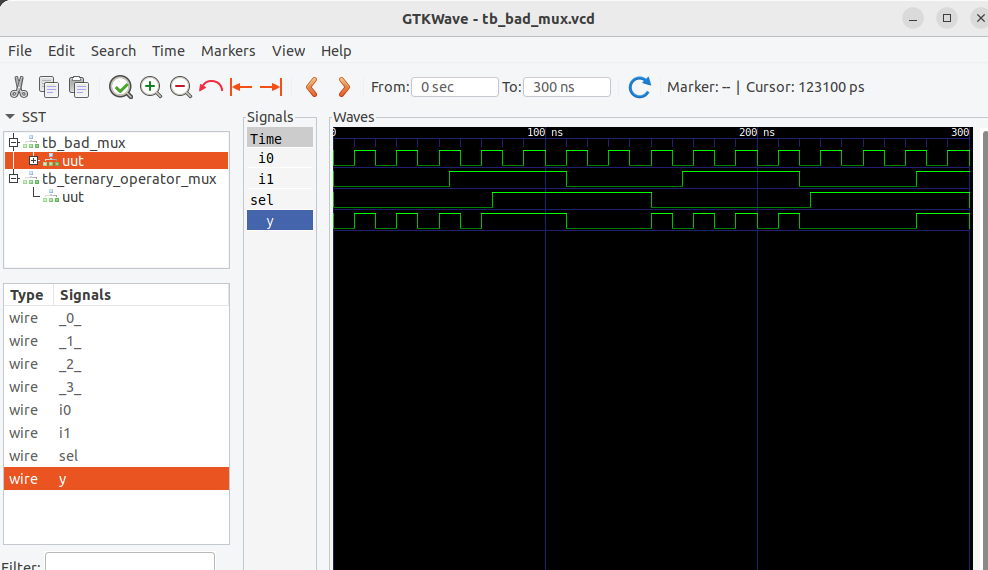 GTKWave - tb_bad_mux.vcd
File Edit Search Time Markers View Help
From: 0 sec To: 300 ns Marker: -- | Cursor: 123100 ps
SST
tb_bad_mux
uut
tb_ternary_operator_mux
uut
Type Signals
wire _0_
wire _1_
wire _2_
wire _3_
wire i0
wire i1
wire sel
wire y
Filter:
Signals
Time
i0
i1
sel
y
Waves
0 100 ns 200 ns 300